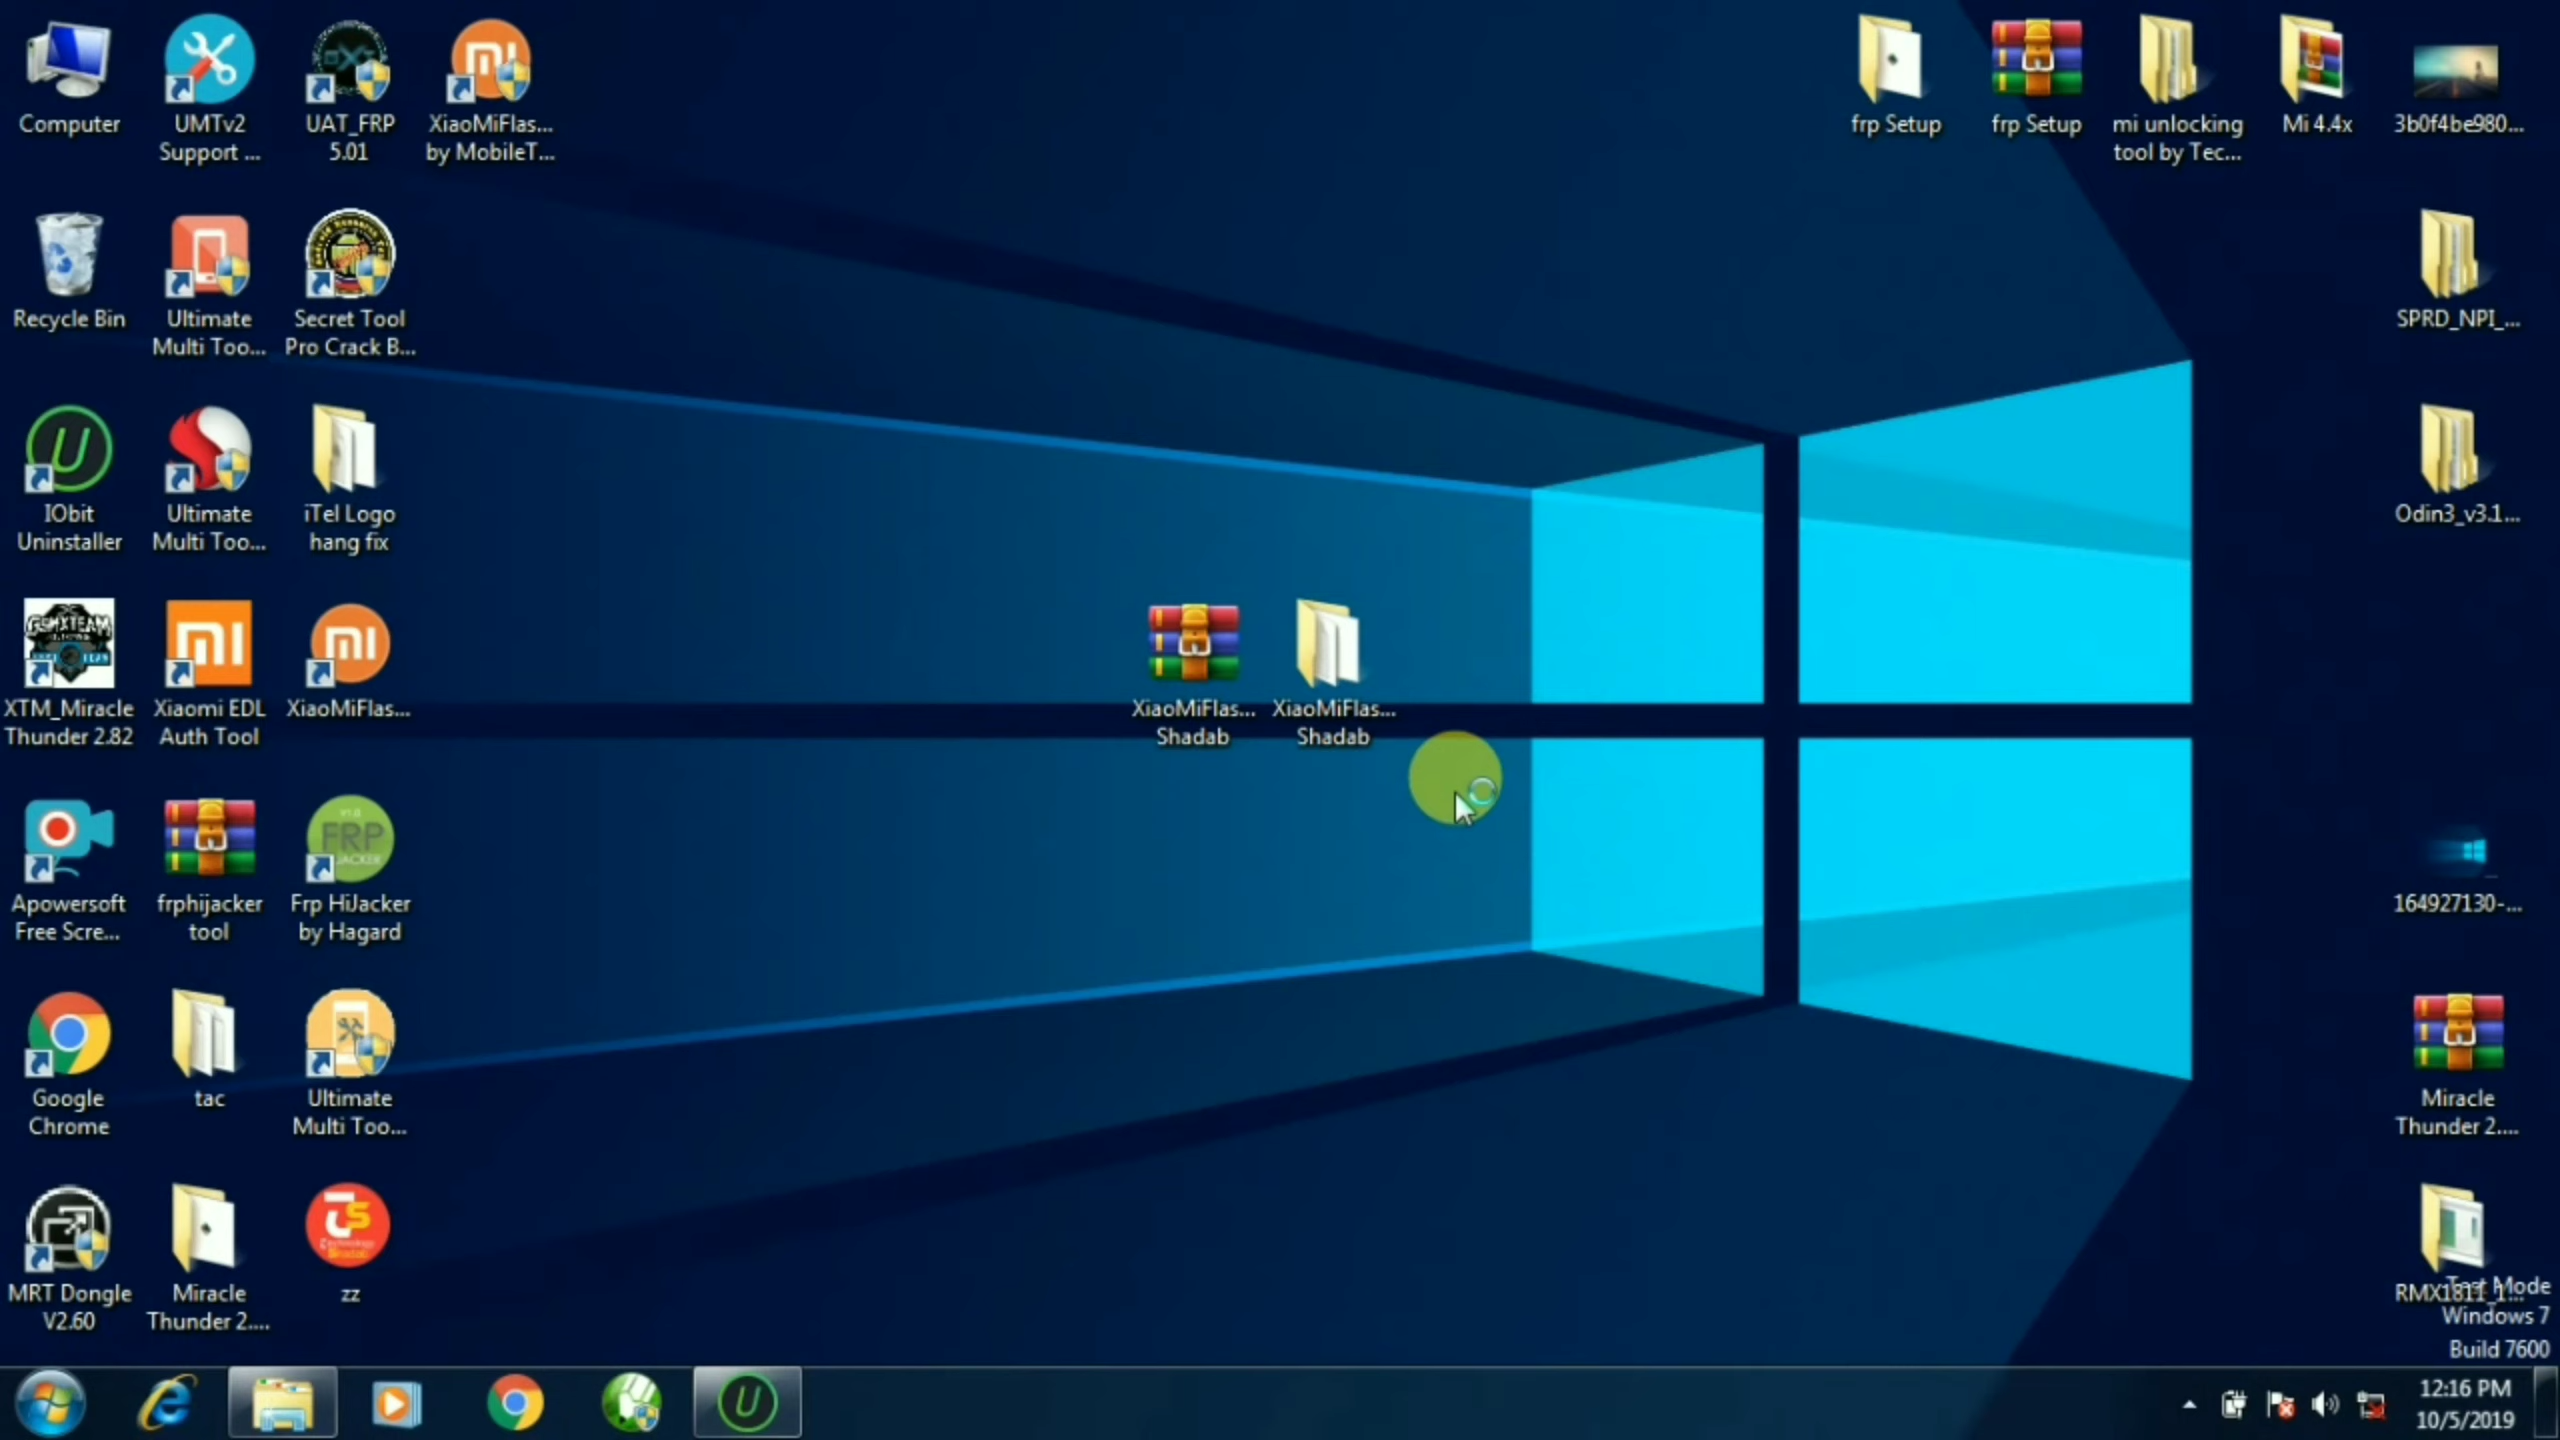 Computer
UMTv2
Support ...
UAT_FRP
5.01
XiaoMiFlas...
by MobileT...
frp Setup
frp Setup
mi unlocking
tool by Tec...
Mi 4.4x
3b0f4be980...
Recycle Bin
Ultimate
Multi Too...
Secret Tool
Pro Crack B...
SPRD_NPI_...
IObit
Uninstaller
Ultimate
Multi Too...
iTel Logo
hang fix
Odin3_v3.1...
XTM_Miracle
Thunder 2.82
Xiaomi EDL
Auth Tool
XiaoMiFlas...
XiaoMiFlas...
Shadab
XiaoMiFlas...
Shadab
Apowersoft
Free Scre...
frphijacker
tool
FRP
Frp HiJacker
by Hagard
164927130-...
Google
Chrome
tac
Ultimate
Multi Too...
Miracle
Thunder 2....
MRT Dongle
V2.60
Miracle
Thunder 2....
zz
RMX1811_1...
Test Mode
Windows 7
Build 7600
12:16 PM
10/5/2019